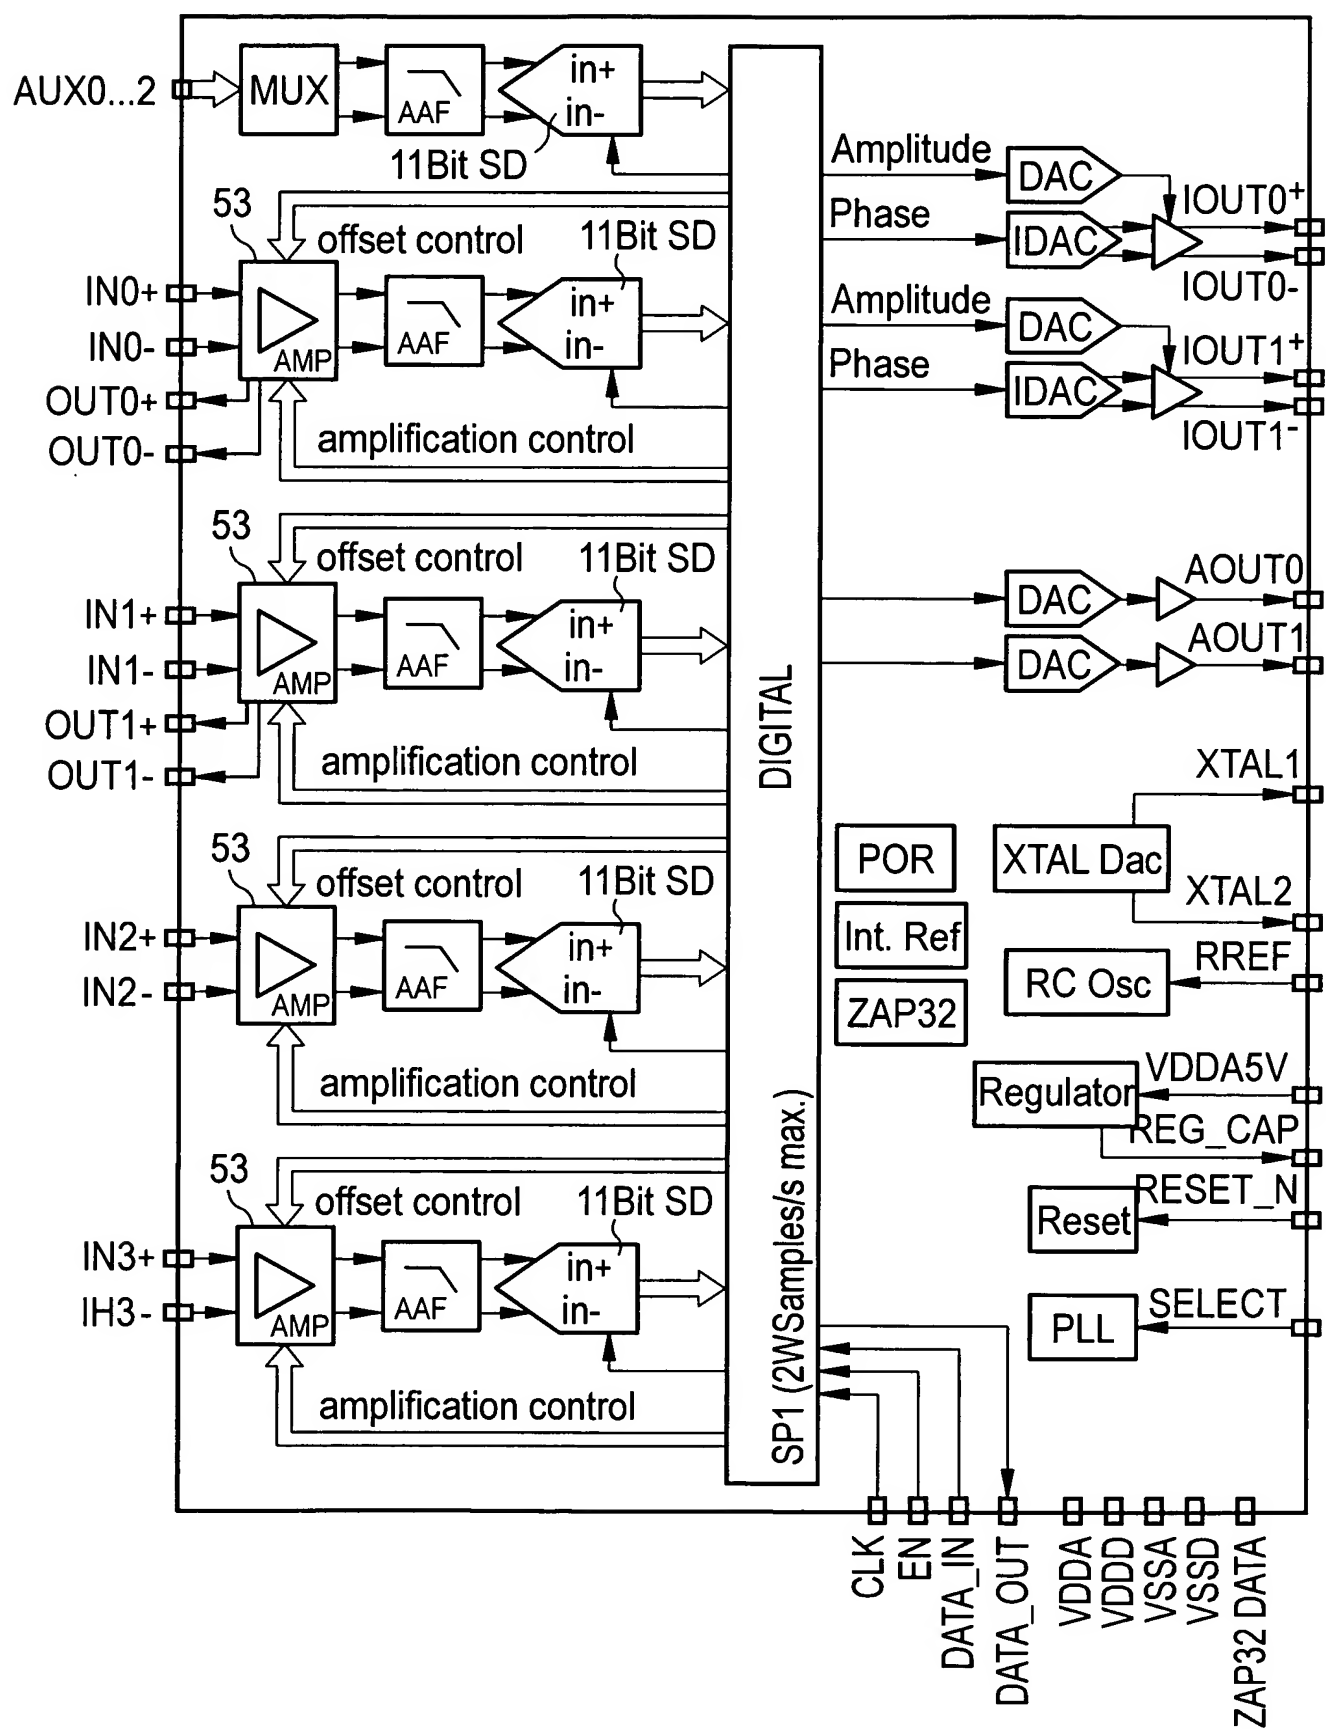 AUX0...2
MUX
AAF
in+
in-
11Bit SD
53
offset control
11Bit SD
IN0+
IN0-
AMP
AAF
in+
in-
OUT0+
OUT0-
amplification control
53
offset control
11Bit SD
IN1+
IN1-
AMP
AAF
in+
in-
OUT1+
OUT1-
amplification control
53
offset control
11Bit SD
IN2+
IN2-
AMP
AAF
in+
in-
amplification control
53
offset control
11Bit SD
IN3+
IH3-
AMP
AAF
in+
in-
amplification control
DIGITAL
SP1 (2WSamples/s max.)
Amplitude
DAC
IOUT0+
Phase
IDAC
IOUT0-
Amplitude
DAC
IOUT1+
Phase
IDAC
IOUT1-
DAC
AOUT0
DAC
AOUT1
XTAL1
POR
XTAL Dac
XTAL2
Int. Ref
RREF
RC Osc
ZAP32
VDDA5V
Regulator
REG_CAP
RESET_N
Reset
SELECT
PLL
CLK
EN
DATA_IN
DATA_OUT
VDDA
VDDD
VSSA
VSSD
ZAP32 DATA